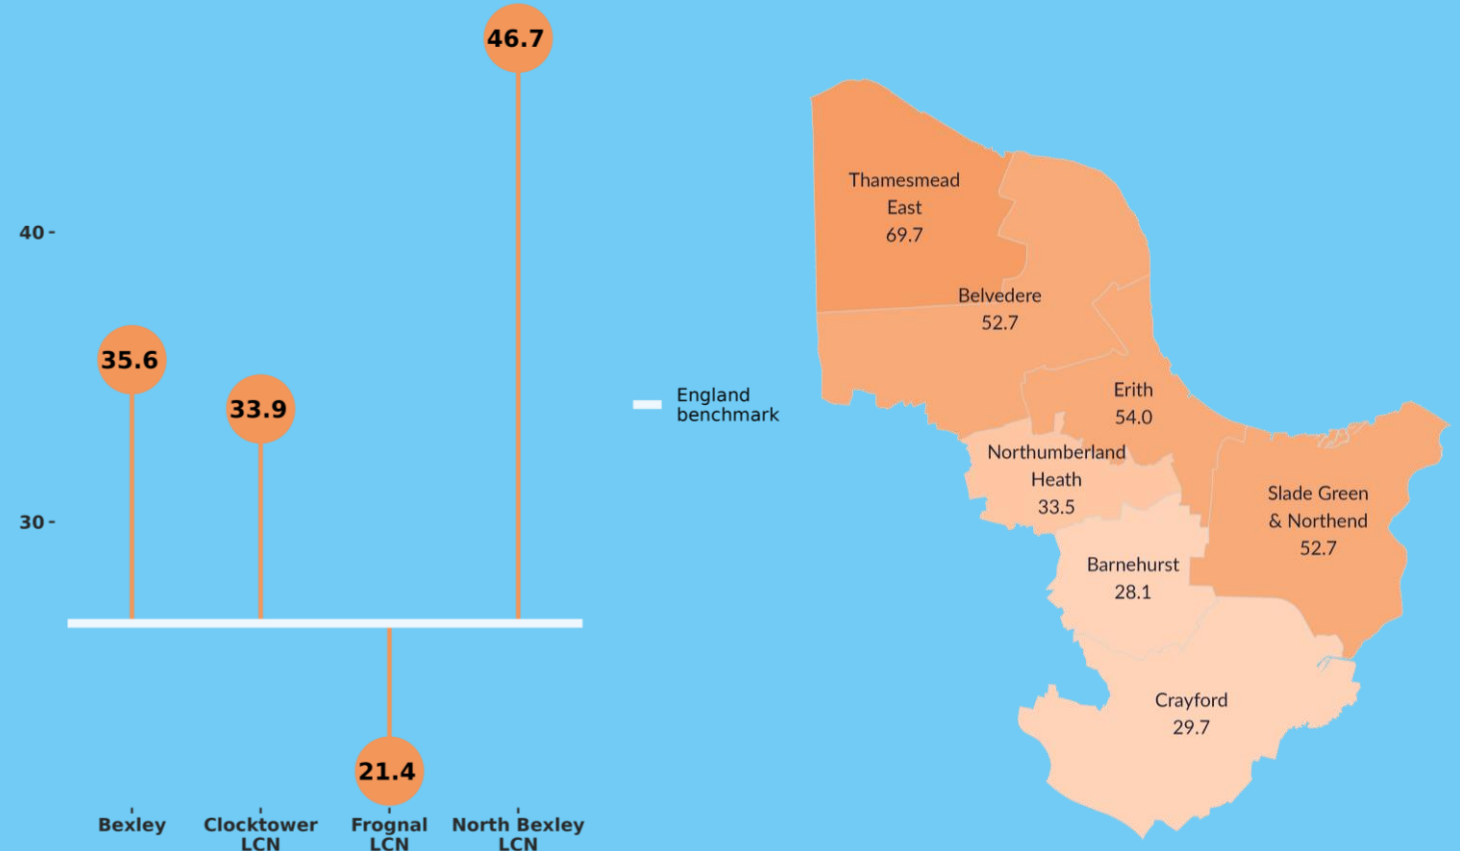 46.7
40
35.6
33.9
30
21.4
Bexley
Clocktower
LCN
Frognal
LCN
North Bexley
LCN
England
benchmark
Thamesmead
East
69.7
Belvedere
52.7
Erith
54.0
Northumberland
Heath
33.5
Slade Green
& Northend
52.7
Barnehurst
28.1
Crayford
29.7